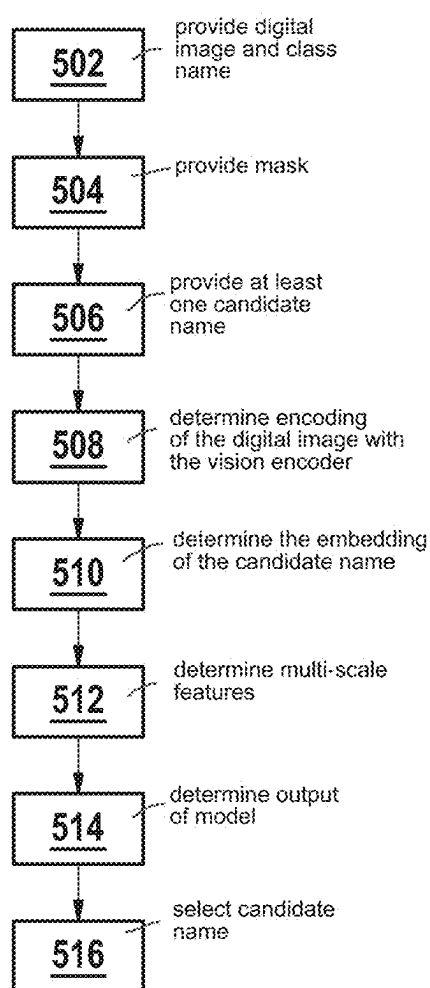 502
provide digital
image and class
name
504
provide mask
506
provide at least
one candidate
name
508
determine encoding
of the digital image with
the vision encoder
510
determine the embedding
of the candidate name
512
determine multi-scale
features
514
determine output
of model
516
select candidate
name